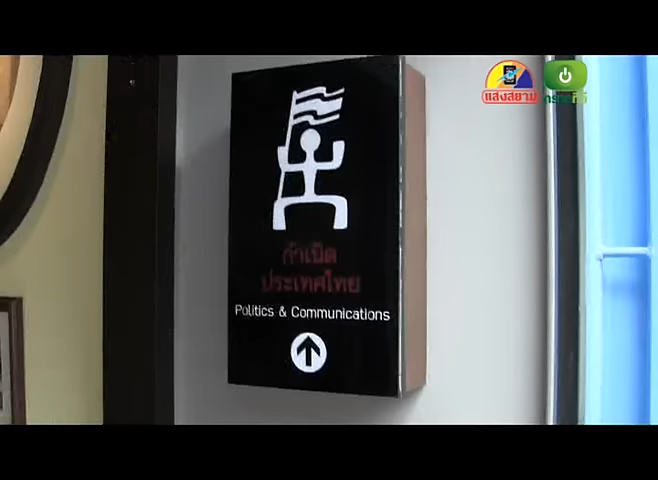 แสงสยาม
กำเนิด
ประเทศไทย
Politics & Communications